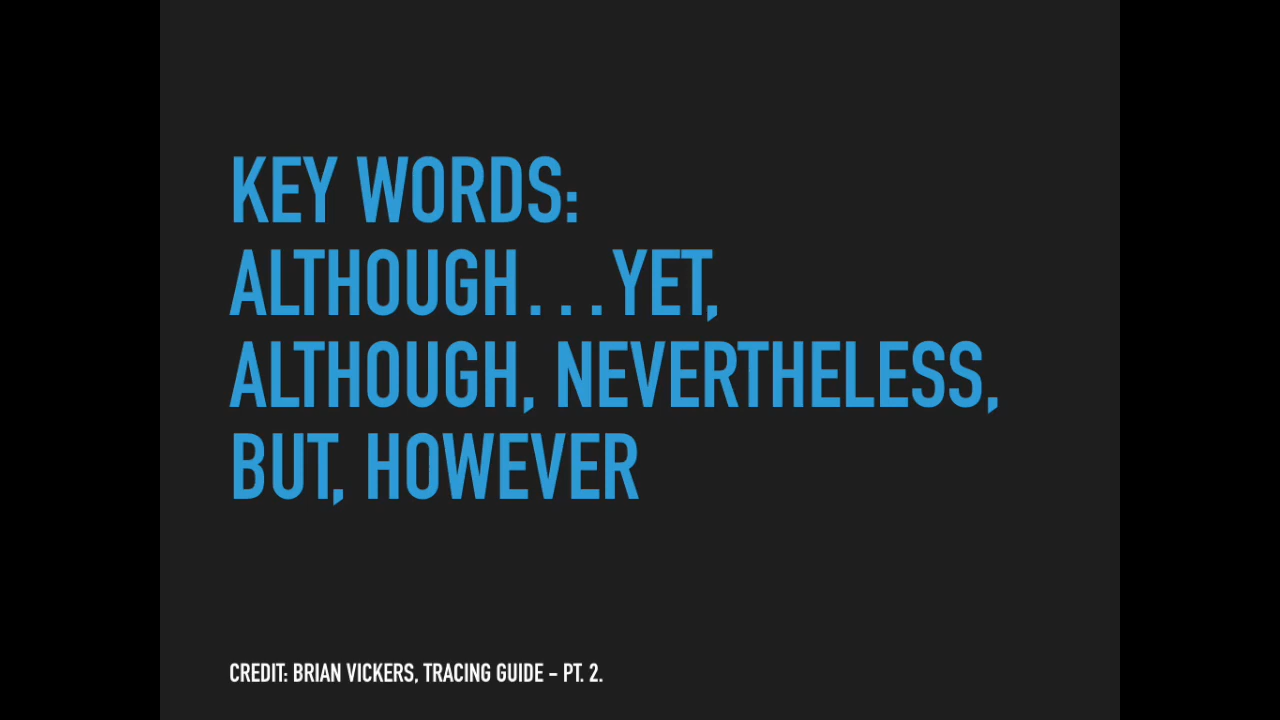 KEY WORDS:
ALTHOUGH...YET,
ALTHOUGH, NEVERTHELESS,
BUT, HOWEVER
CREDIT: BRIAN VICKERS, TRACING GUIDE - PT. 2.